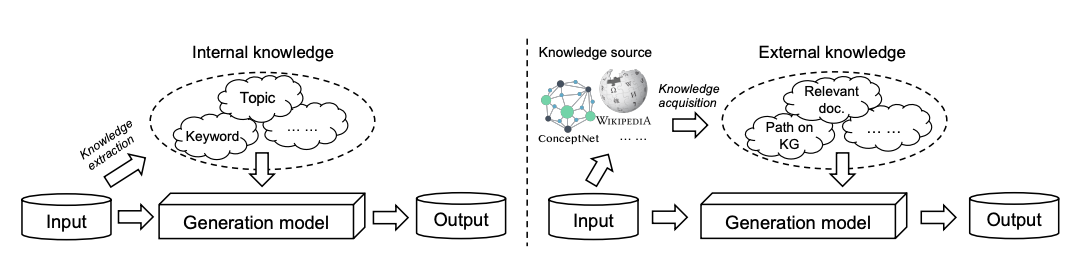 Internal knowledge
Topic
Keyword
... ...
Knowledge
extraction
Input
Generation model
Output
Knowledge source
WIKIPEDIA
ConceptNet
... ...
Knowledge
acquisition
External knowledge
Relevant
doc.
Path on
KG
... ...
Input
Generation model
Output